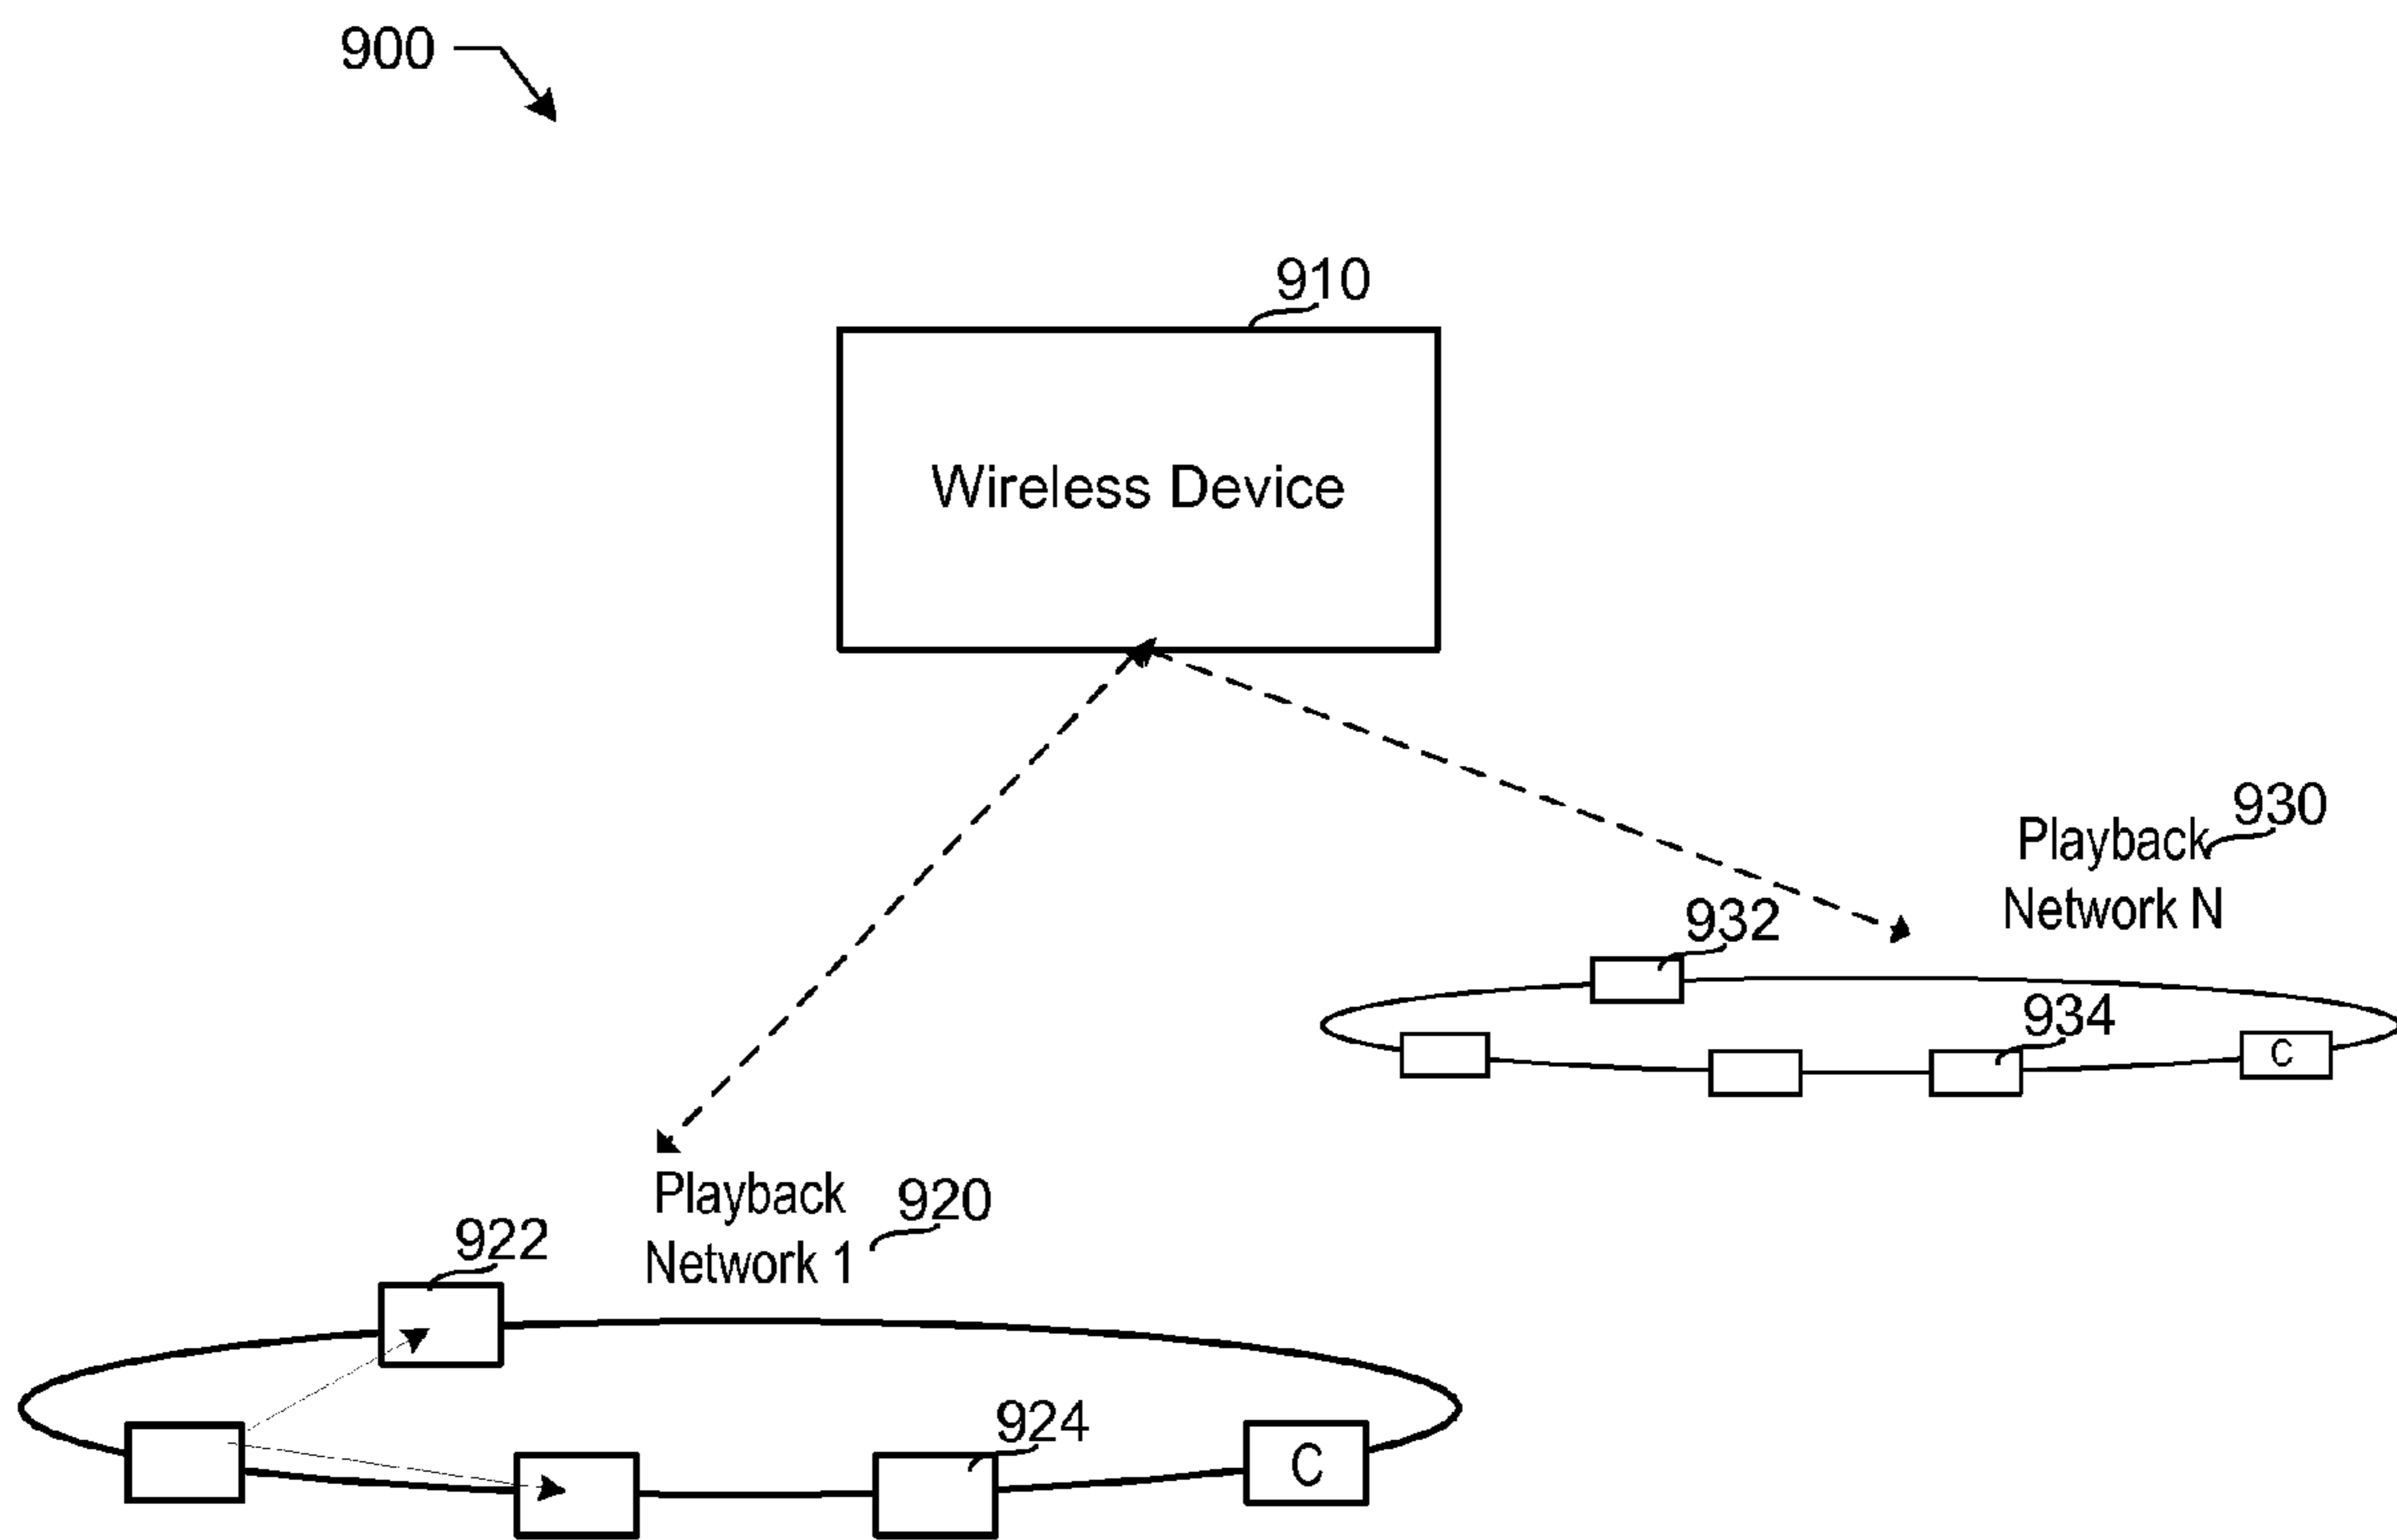 900
910
Wireless Device
930
Playback
Network N
932
934
C
Playback
Network 1
920
922
924
C